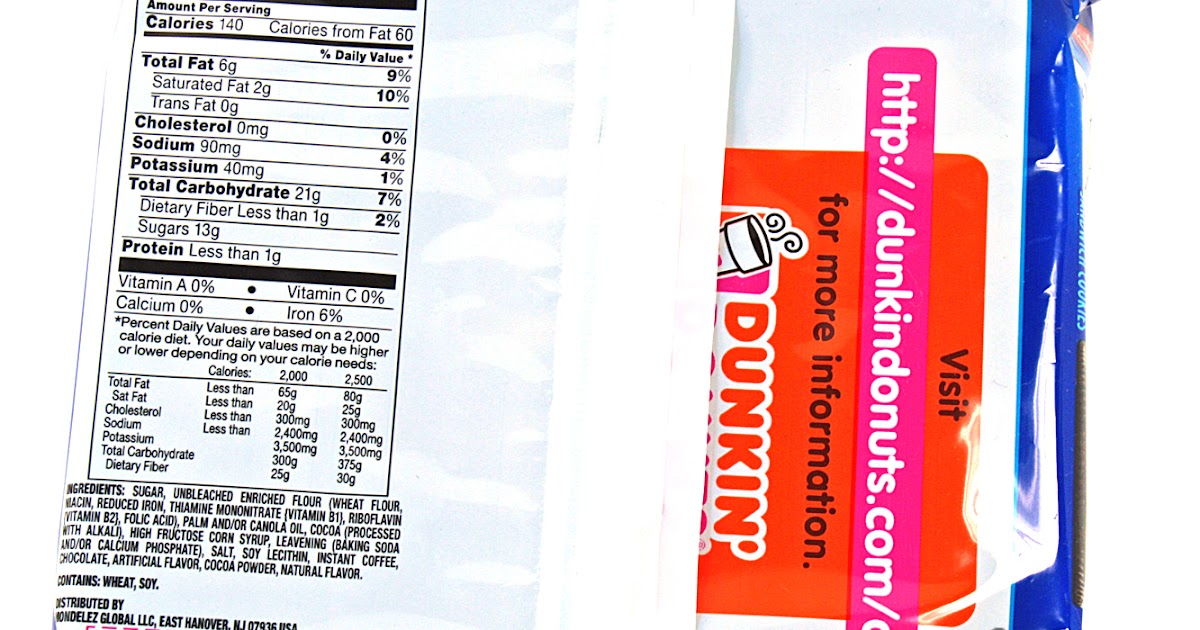 Amount Per Serving
Calories 140 Calories from Fat 60
% Daily Value *
Total Fat 6g 9%
Saturated Fat 2g 10%
Trans Fat 0g
Cholesterol 0mg 0%
Sodium 90mg 4%
Potassium 40mg 1%
Total Carbohydrate 21g 7%
Dietary Fiber Less than 1g 2%
Sugars 13g
Protein Less than 1g
Vitamin A 0% • Vitamin C 0%
Calcium 0% • Iron 6%
*Percent Daily Values are based on a 2,000
calorie diet. Your daily values may be higher
or lower depending on your calorie needs:
Calories: 2,000 2,500
Total Fat Less than 65g 80g
Sat Fat Less than 20g 25g
Cholesterol Less than 300mg 300mg
Sodium Less than 2,400mg 2,400mg
Potassium 3,500mg 3,500mg
Total Carbohydrate 300g 375g
Dietary Fiber 25g 30g
INGREDIENTS: SUGAR, UNBLEACHED ENRICHED FLOUR (WHEAT FLOUR,
NIACIN, REDUCED IRON, THIAMINE MONONITRATE {VITAMIN B1}, RIBOFLAVIN
{VITAMIN B2}, FOLIC ACID), PALM AND/OR CANOLA OIL, COCOA (PROCESSED
WITH ALKALI), HIGH FRUCTOSE CORN SYRUP, LEAVENING (BAKING SODA
AND/OR CALCIUM PHOSPHATE), SALT, SOY LECITHIN, INSTANT COFFEE,
CHOCOLATE, ARTIFICIAL FLAVOR, COCOA POWDER, NATURAL FLAVOR.
CONTAINS: WHEAT, SOY.
DISTRIBUTED BY
MONDELEZ GLOBAL LLC, EAST HANOVER, NJ 07936 USA
Visit
http://dunkindonuts.com/
for more information.
DUNKIN'
COOKIES